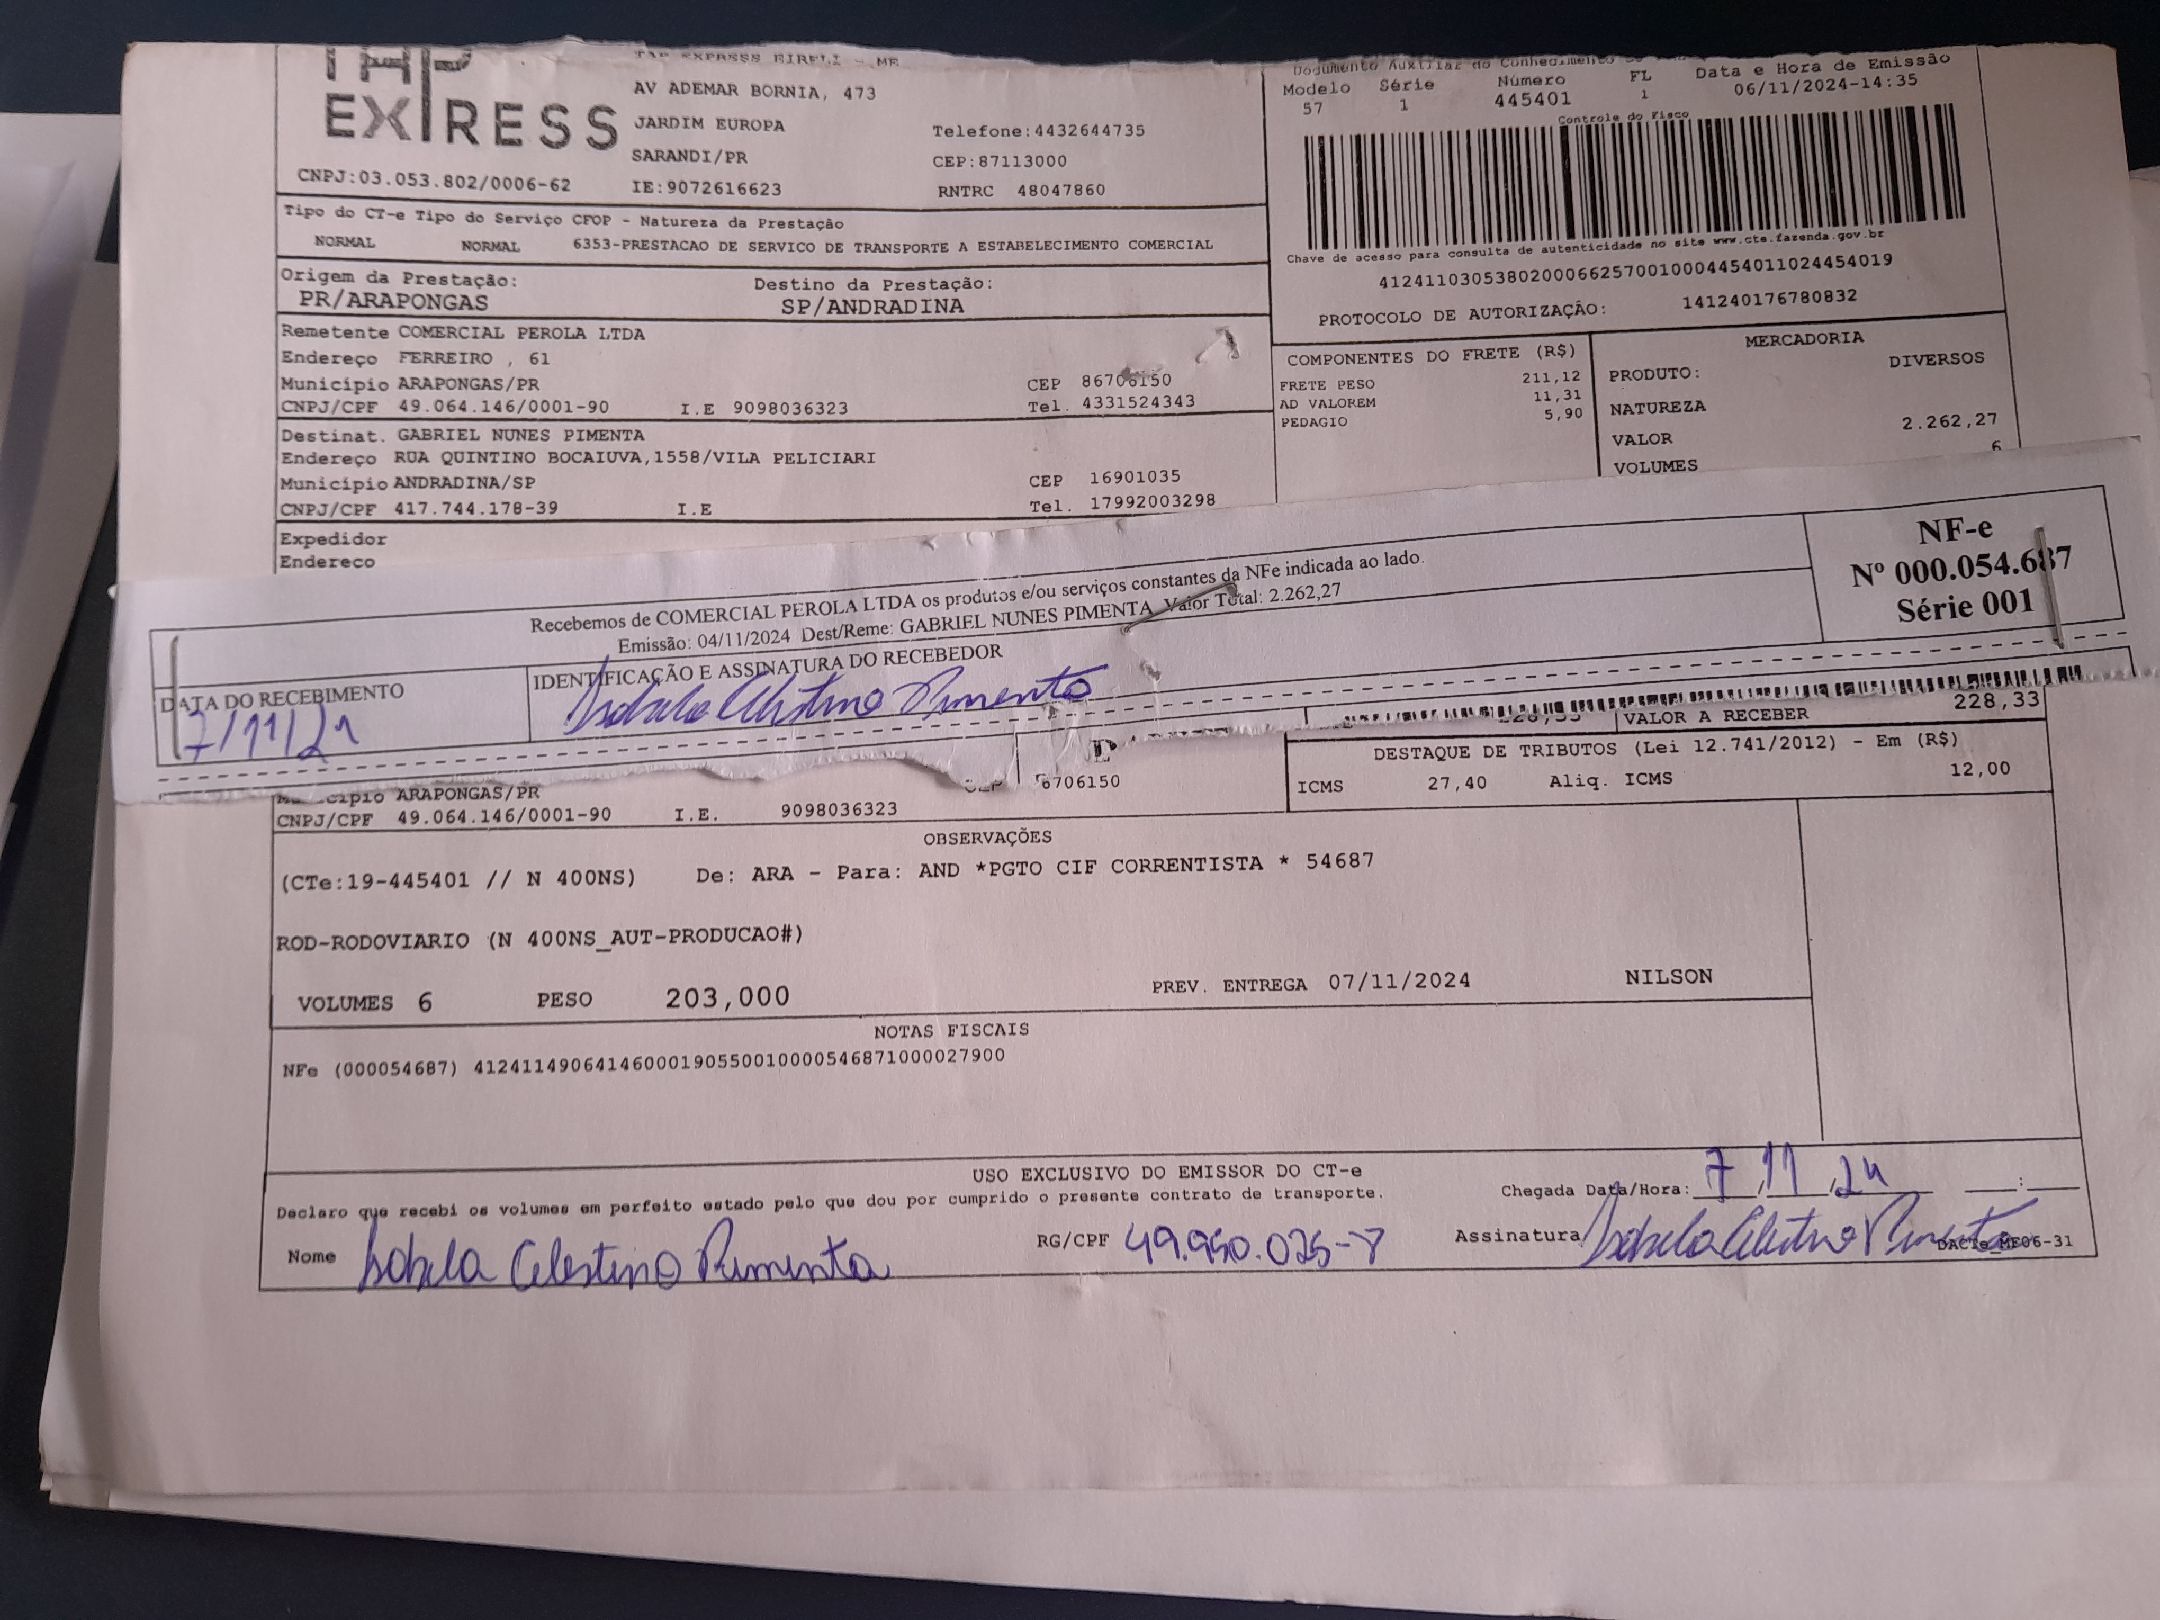 TAP EXPRESS
TAP EXPRESS EIRELI - ME
AV ADEMAR BORNIA, 473
JARDIM EUROPA Telefone:4432644735
SARANDI/PR CEP:87113000
CNPJ:03.053.802/0006-62 IE:9072616623 RNTRC 48047860
Documento Auxiliar do Conhecimento
Modelo Série Número FL Data e Hora de Emissão
57 1 445401 1 06/11/2024-14:35
Controle do Fisco
Chave de acesso para consulta de autenticidade no site www.cte.fazenda.gov.br
41241103053802000662570010004454011024454019
PROTOCOLO DE AUTORIZAÇÃO: 141240176780832
Tipo do CT-e Tipo do Serviço CFOP - Natureza da Prestação
NORMAL NORMAL 6353-PRESTACAO DE SERVICO DE TRANSPORTE A ESTABELECIMENTO COMERCIAL
Origem da Prestação: Destino da Prestação:
PR/ARAPONGAS SP/ANDRADINA
Remetente COMERCIAL PEROLA LTDA
Endereço FERREIRO , 61
Município ARAPONGAS/PR CEP 86706150
CNPJ/CPF 49.064.146/0001-90 I.E 9098036323 Tel. 4331524343
Destinat. GABRIEL NUNES PIMENTA
Endereço RUA QUINTINO BOCAIUVA,1558/VILA PELICIARI
Município ANDRADINA/SP CEP 16901035
CNPJ/CPF 417.744.178-39 I.E Tel. 17992003298
Expedidor
Endereco
COMPONENTES DO FRETE (R$)
FRETE PESO 211,12
AD VALOREM 11,31
PEDAGIO 5,90
MERCADORIA
PRODUTO: DIVERSOS
NATUREZA
VALOR 2.262,27
VOLUMES 6
Recebemos de COMERCIAL PEROLA LTDA os produtos e/ou serviços constantes da NFe indicada ao lado.
Emissão: 04/11/2024 Dest/Reme: GABRIEL NUNES PIMENTA Valor Total: 2.262,27
NF-e
Nº 000.054.687
Série 001
DATA DO RECEBIMENTO IDENTIFICAÇÃO E ASSINATURA DO RECEBEDOR
7/11/24 Isabela Celestino Pimenta
228,33 VALOR A RECEBER 228,33
DESTAQUE DE TRIBUTOS (Lei 12.741/2012) - Em (R$)
ICMS 27,40 Aliq. ICMS 12,00
Município ARAPONGAS/PR CEP 6706150
CNPJ/CPF 49.064.146/0001-90 I.E. 9098036323
OBSERVAÇÕES
(CTe:19-445401 // N 400NS) De: ARA - Para: AND *PGTO CIF CORRENTISTA * 54687
ROD-RODOVIARIO (N 400NS_AUT-PRODUCAO#)
VOLUMES 6 PESO 203,000 PREV. ENTREGA 07/11/2024 NILSON
NOTAS FISCAIS
NFe (000054687) 41241149064146000190550010000546871000027900
USO EXCLUSIVO DO EMISSOR DO CT-e
Declaro que recebi os volumes em perfeito estado pelo que dou por cumprido o presente contrato de transporte. Chegada Data/Hora: 7/11/24 :
Nome Isabela Celestino Pimenta RG/CPF Assinatura Isabela Celestino Pimenta
DACTe_ME06-31